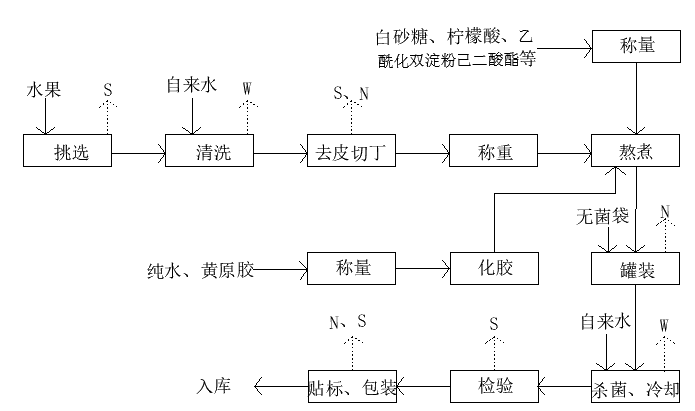 白砂糖、柠檬酸、乙
酰化双淀粉己二酸酯等
称量
水果
S
自来水
W
S、N
挑选
清洗
去皮切丁
称重
熬煮
无菌袋
N
纯水、黄原胶
称量
化胶
罐装
N、S
S
自来水
W
入库
贴标、包装
检验
杀菌、冷却